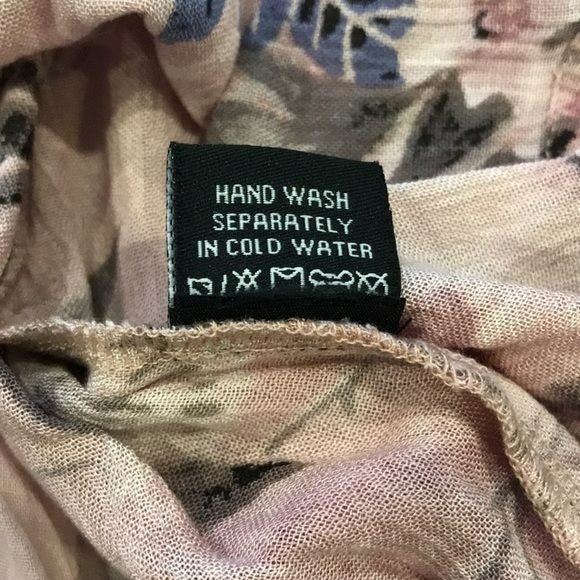 HAND WASH
SEPARATELY
IN COLD WATER